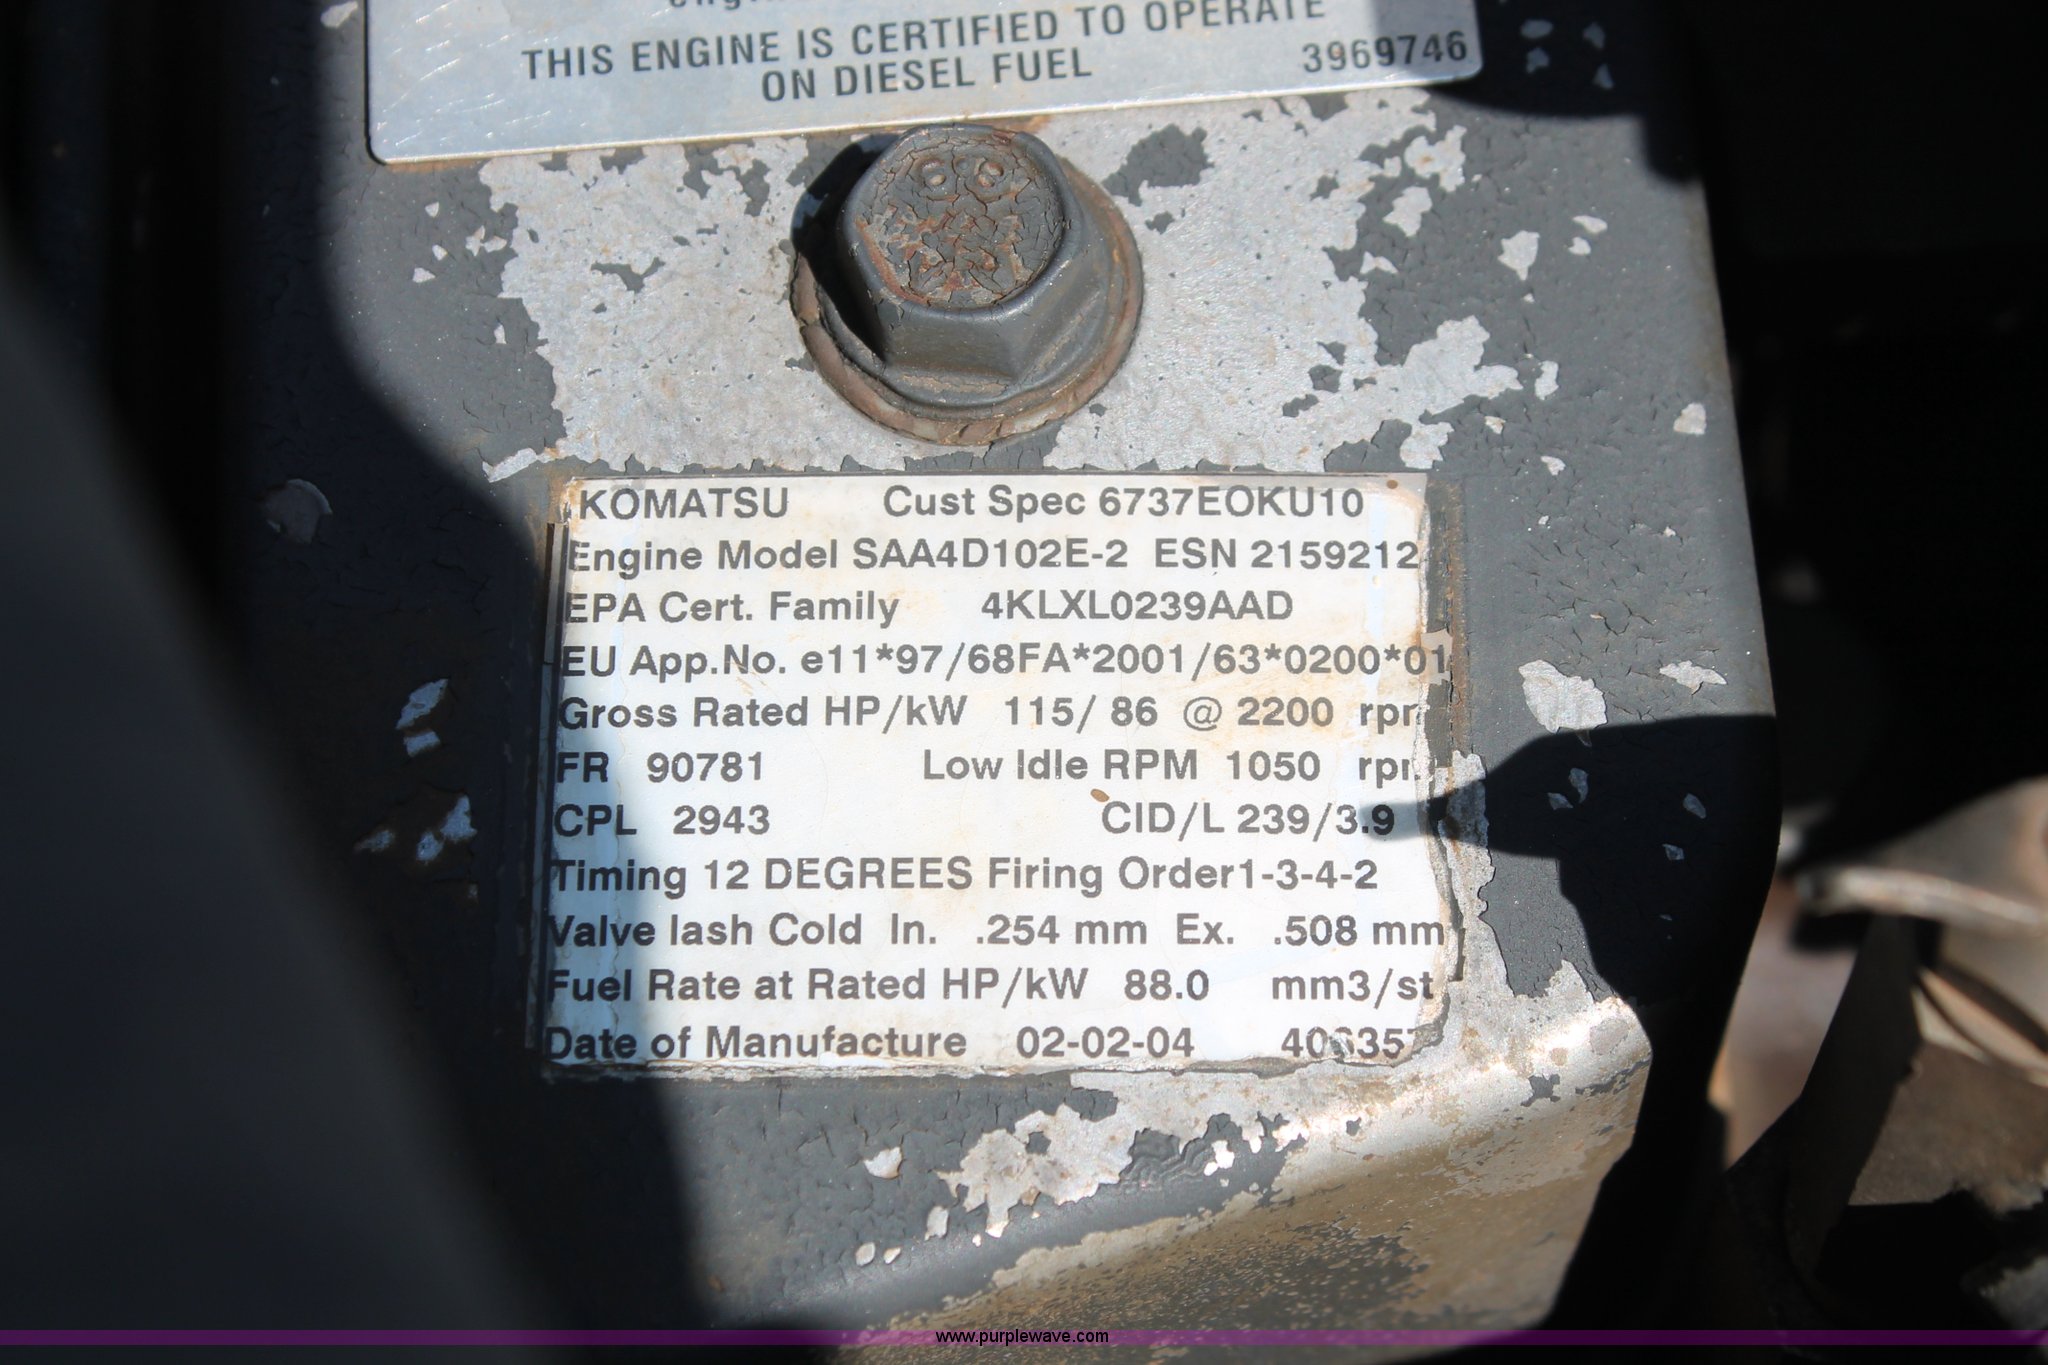 THIS ENGINE IS CERTIFIED TO OPERATE
ON DIESEL FUEL 3969746
KOMATSU Cust Spec 6737EOKU10
Engine Model SAA4D102E-2 ESN 2159212
EPA Cert. Family 4KLXL0239AAD
EU App.No. e11*97/68FA*2001/63*0200*01
Gross Rated HP/kW 115/ 86 @ 2200
FR 90781 Low Idle RPM 1050
CPL 2943 CID/L 239/3.9
Timing 12 DEGREES Firing Order1-3-4-2
Valve lash Cold In. .254 mm Ex. .508 mm
Fuel Rate at Rated HP/kW 88.0 mm3/st
Date of Manufacture 02-02-04
www.purplewave.com